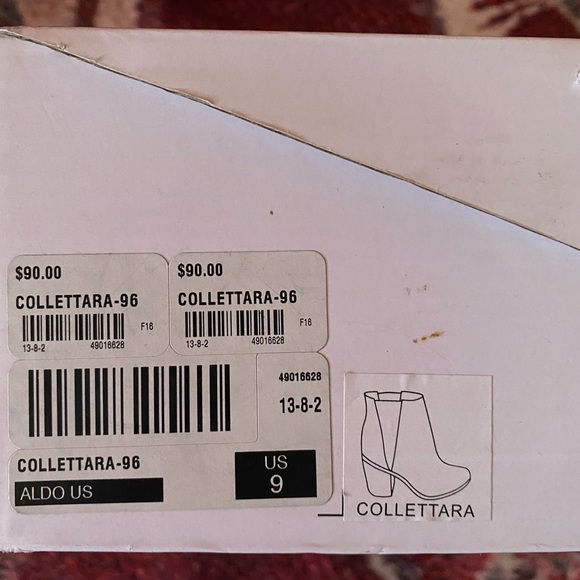 $90.00
COLLETTARA-96
F16
13-8-2 49016628
$90.00
COLLETTARA-96
F16
13-8-2 49016628
49016628
13-8-2
COLLETTARA-96
ALDO US
US
9
COLLETTARA